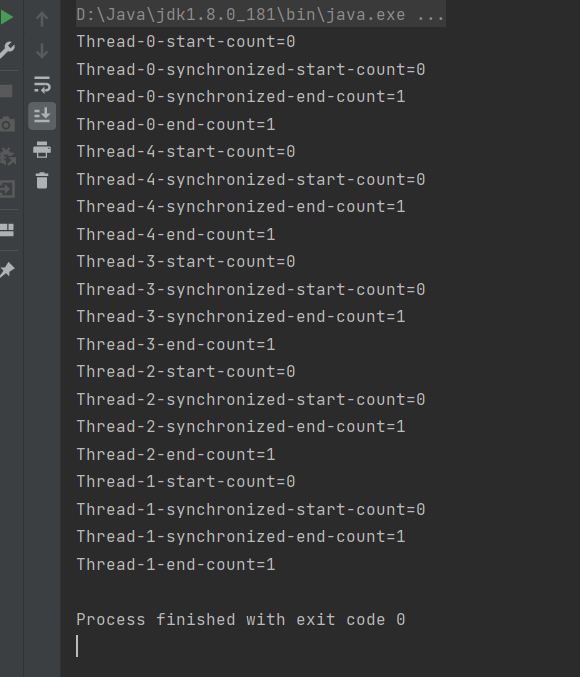 D:\Java\jdk1.8.0_181\bin\java.exe ...
Thread-0-start-count=0
Thread-0-synchronized-start-count=0
Thread-0-synchronized-end-count=1
Thread-0-end-count=1
Thread-4-start-count=0
Thread-4-synchronized-start-count=0
Thread-4-synchronized-end-count=1
Thread-4-end-count=1
Thread-3-start-count=0
Thread-3-synchronized-start-count=0
Thread-3-synchronized-end-count=1
Thread-3-end-count=1
Thread-2-start-count=0
Thread-2-synchronized-start-count=0
Thread-2-synchronized-end-count=1
Thread-2-end-count=1
Thread-1-start-count=0
Thread-1-synchronized-start-count=0
Thread-1-synchronized-end-count=1
Thread-1-end-count=1
Process finished with exit code 0